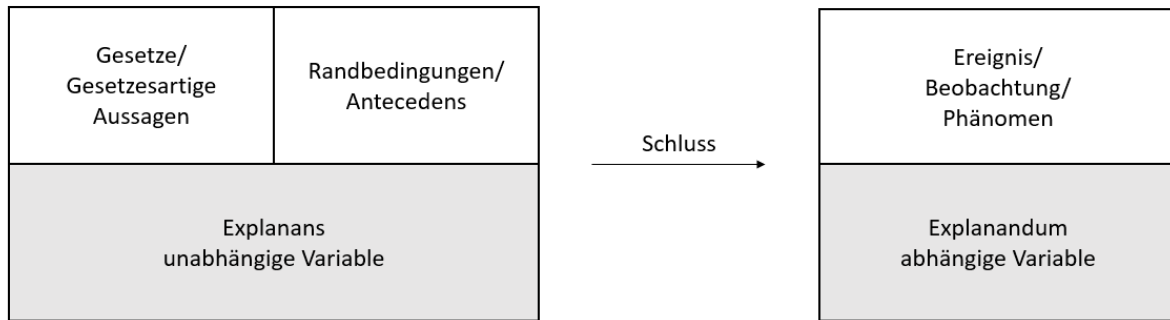 Gesetze/
Gesetzesartige
Aussagen
Randbedingungen/
Antecedens
Schluss
Ereignis/
Beobachtung/
Phänomen
Explanans
unabhängige Variable
Explanandum
abhängige Variable